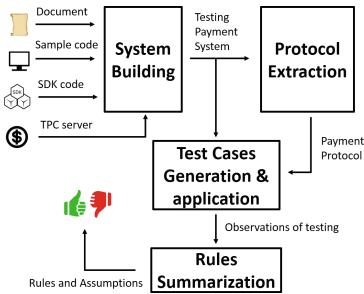 Document
Sample code
SDK code
SDK
TPC server
System
Building
Testing
Payment
System
Protocol
Extraction
Payment
Protocol
Test Cases
Generation &
application
Observations of testing
Rules
Summarization
Rules and Assumptions